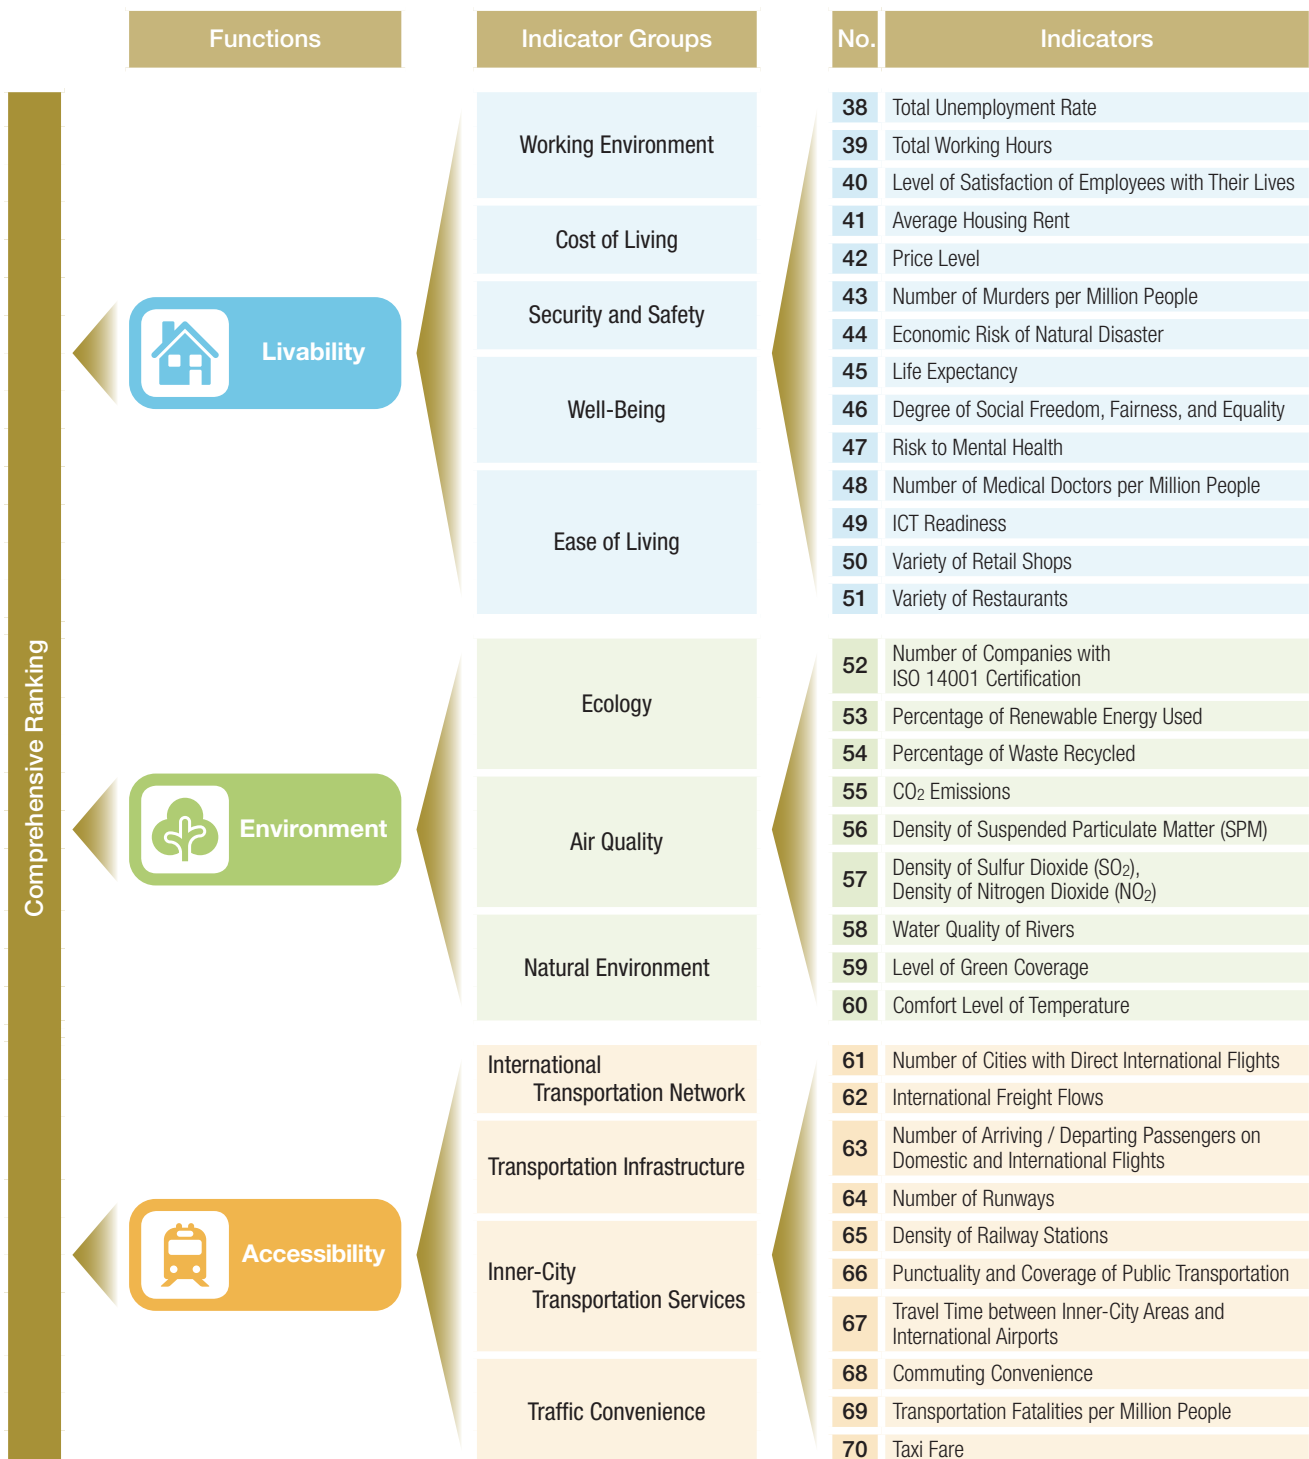 Functions
Indicator Groups
No.
Indicators
Comprehensive Ranking
Livability
Working Environment
Cost of Living
Security and Safety
Well-Being
Ease of Living
38 Total Unemployment Rate
39 Total Working Hours
40 Level of Satisfaction of Employees with Their Lives
41 Average Housing Rent
42 Price Level
43 Number of Murders per Million People
44 Economic Risk of Natural Disaster
45 Life Expectancy
46 Degree of Social Freedom, Fairness, and Equality
47 Risk to Mental Health
48 Number of Medical Doctors per Million People
49 ICT Readiness
50 Variety of Retail Shops
51 Variety of Restaurants
Environment
Ecology
Air Quality
Natural Environment
52 Number of Companies with
ISO 14001 Certification
53 Percentage of Renewable Energy Used
54 Percentage of Waste Recycled
55 CO2 Emissions
56 Density of Suspended Particulate Matter (SPM)
57 Density of Sulfur Dioxide (SO2),
Density of Nitrogen Dioxide (NO2)
58 Water Quality of Rivers
59 Level of Green Coverage
60 Comfort Level of Temperature
Accessibility
International
Transportation Network
Transportation Infrastructure
Inner-City
Transportation Services
Traffic Convenience
61 Number of Cities with Direct International Flights
62 International Freight Flows
63 Number of Arriving / Departing Passengers on
Domestic and International Flights
64 Number of Runways
65 Density of Railway Stations
66 Punctuality and Coverage of Public Transportation
67 Travel Time between Inner-City Areas and
International Airports
68 Commuting Convenience
69 Transportation Fatalities per Million People
70 Taxi Fare